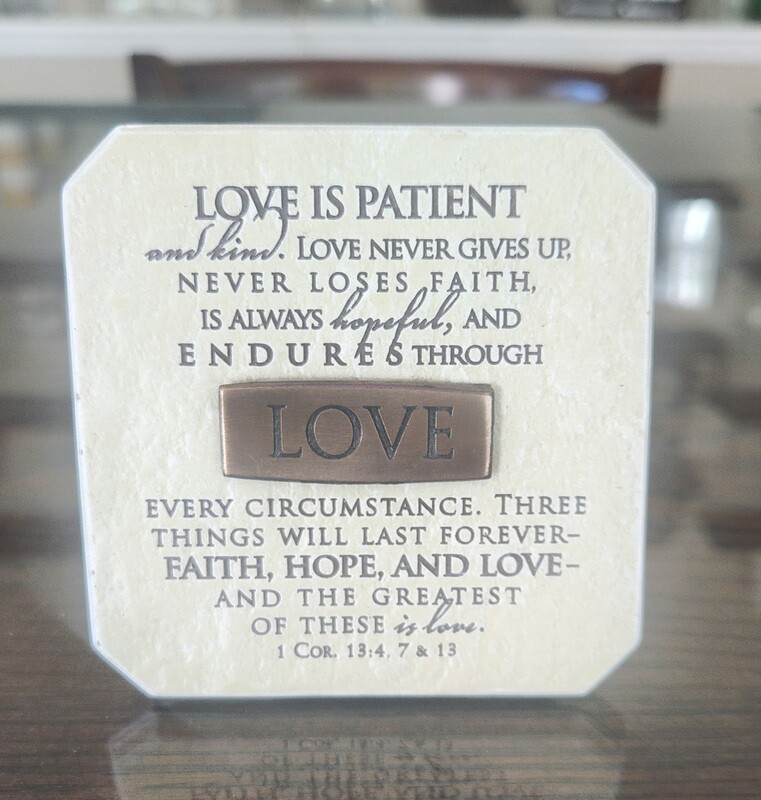 LOVE IS PATIENT
and kind. LOVE NEVER GIVES UP,
NEVER LOSES FAITH,
IS ALWAYS hopeful, AND
ENDURES THROUGH
LOVE
EVERY CIRCUMSTANCE. THREE
THINGS WILL LAST FOREVER–
FAITH, HOPE, AND LOVE–
AND THE GREATEST
OF THESE is love.
1 COR. 13:4, 7 & 13